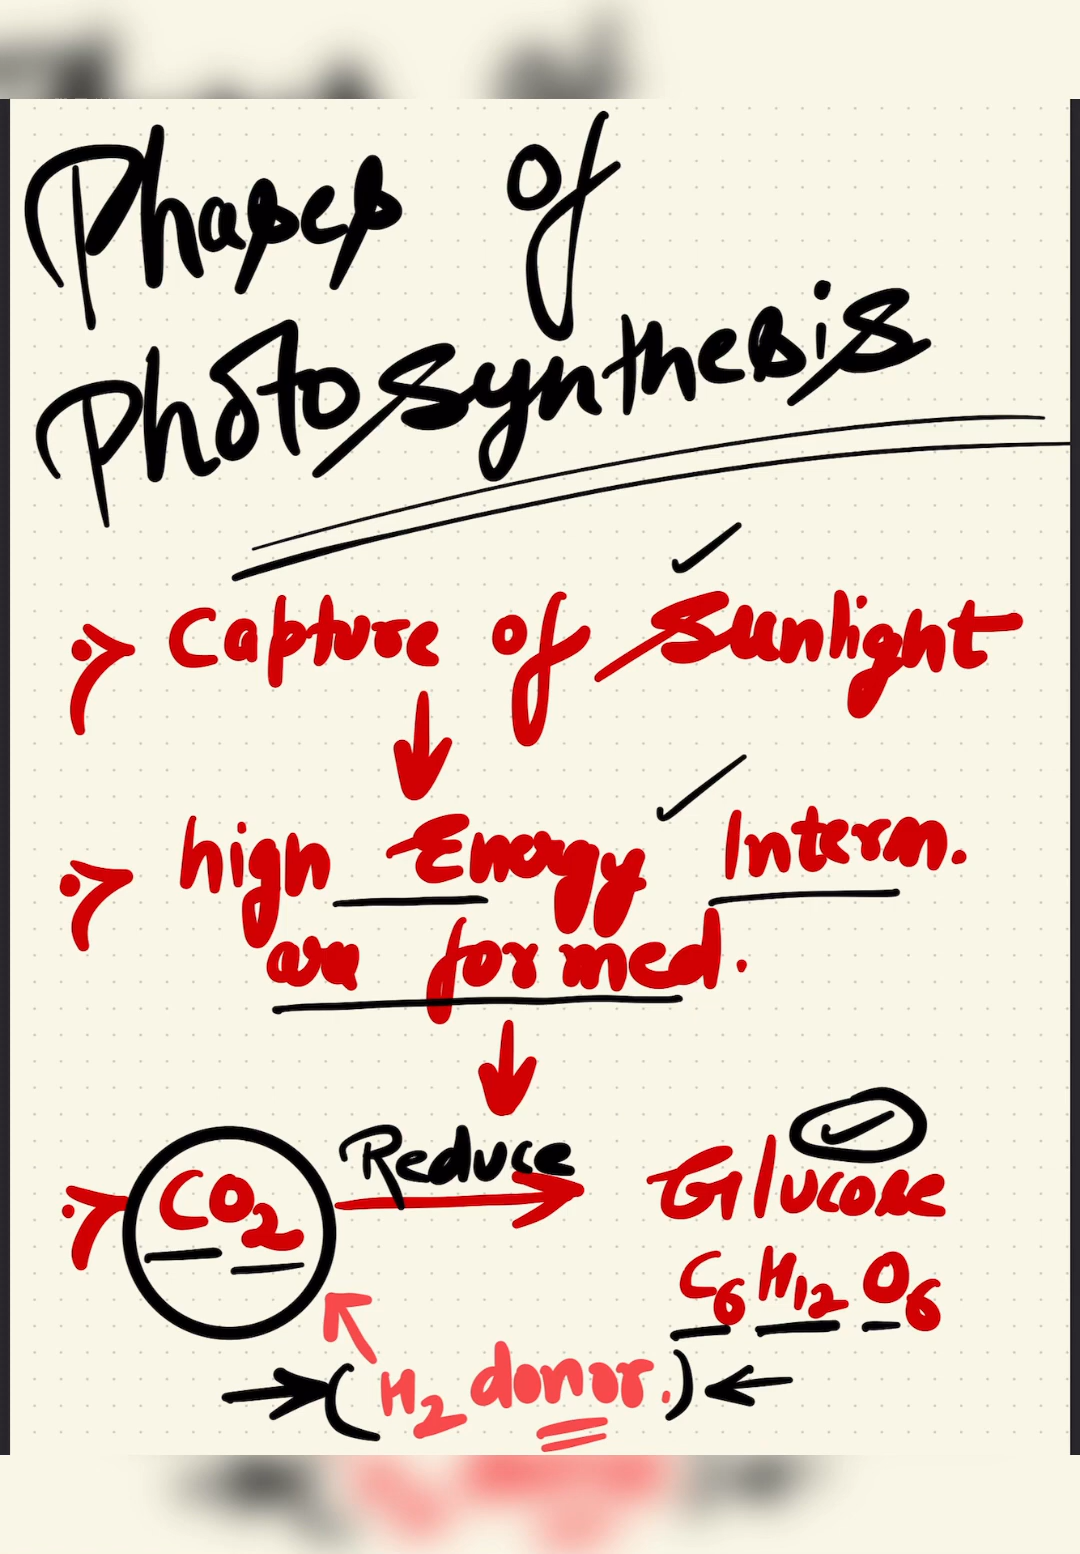 Phases of
Photosynthesis
Capture of Sunlight
high Energy Interm.
are formed.
CO₂ Reduce Glucose
C₆H₁₂O₆
(H₂ donor.)